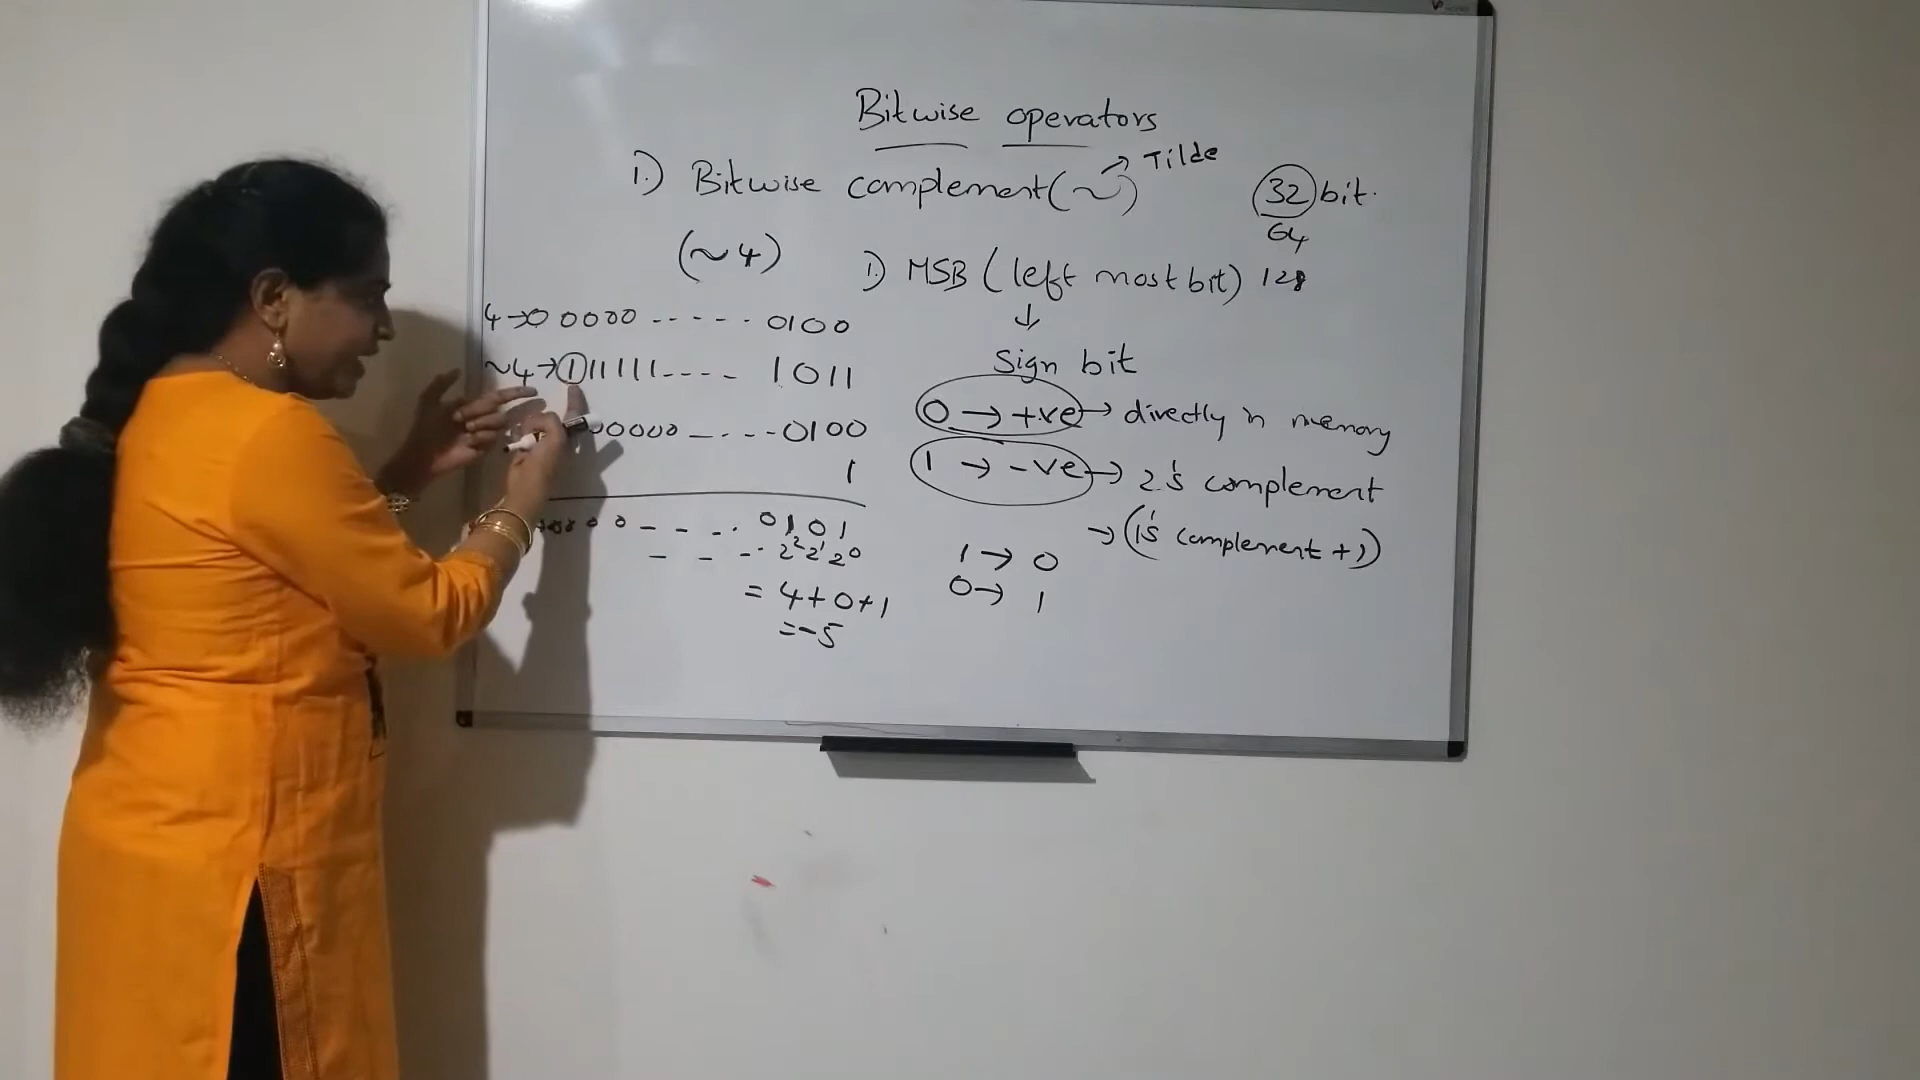 Bitwise operators
1.) Bitwise complement(~) → Tilde
32 bit.
64
128
(~4)
1) MSB (left most bit)
↓
Sign bit
0 → +ve → directly in memory
1 → -ve → 2's complement
→ (1's complement + 1)
1 → 0
0 → 1
4 → 0 0000 ----- 0100
~4 → 1 11111 ---- 1011
0000 ---- 0100
1
0 0 ---. 0101
---. 2² 2¹ 2⁰
= 4+0+1
= -5